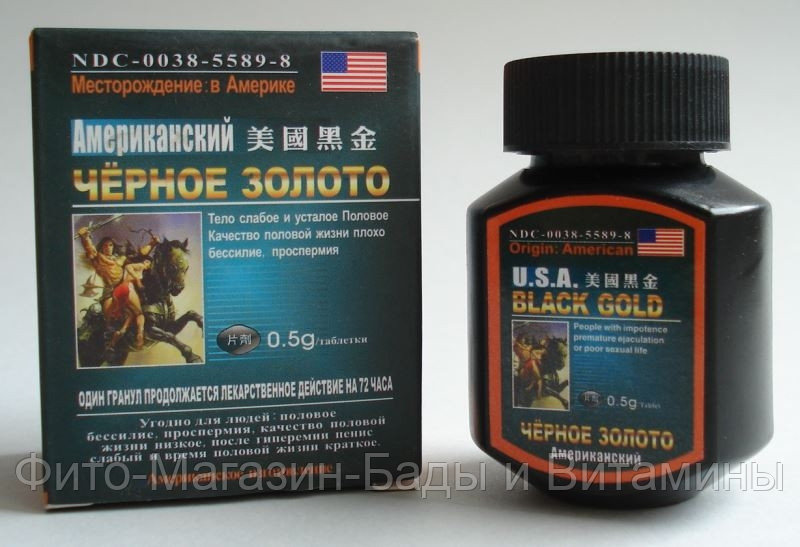 NDC-0038-5589-8
Месторождение:в Америке
Американский 美國黑金
ЧЁРНОЕ ЗОЛОТО
Тело слабое и усталое Половое
Качество половой жизни плохо
бессилие, проспермия
片劑 0.5g/таблетки
ОДИН ГРАНУЛ ПРОДОЛЖАЕТСЯ ЛЕКАРСТВЕННОЕ ДЕЙСТВИЕ НА 72 ЧАСА
Угодно для людей:половое
бессилие, проспермия, качество половой
жизни низкое, после гиперемии пенис
слабый и время половой жизни краткое.
Американское
NDC-0038-5589-8
Origin: American
U.S.A. 美國黑金
BLACK GOLD
People with impotence
premature ejaculation
or poor sexual life
片劑 0.5g/Tablet
ЧЁРНОЕ ЗОЛОТО
Американский
Фито-Магазин-Бады и Витамины